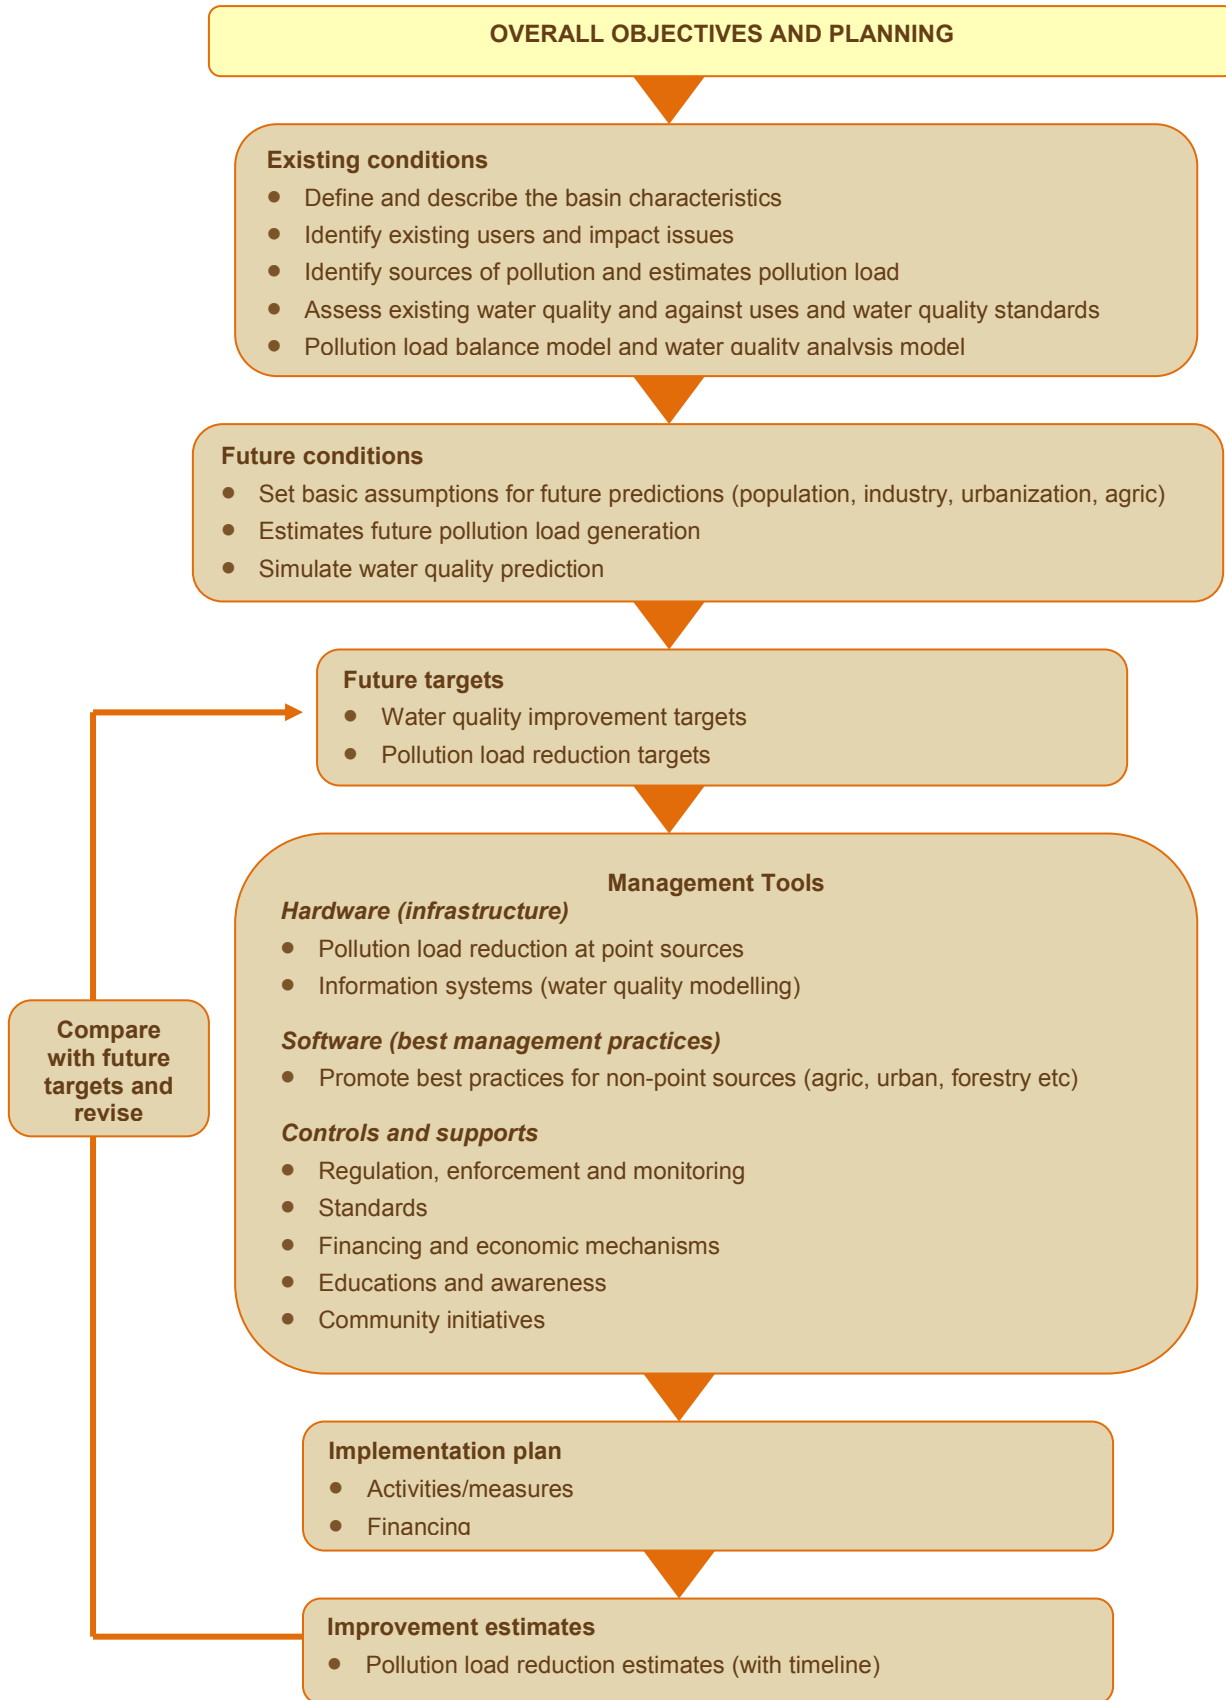 OVERALL OBJECTIVES AND PLANNING
Existing conditions
● Define and describe the basin characteristics
● Identify existing users and impact issues
● Identify sources of pollution and estimates pollution load
● Assess existing water quality and against uses and water quality standards
● Pollution load balance model and water quality analysis model
Future conditions
● Set basic assumptions for future predictions (population, industry, urbanization, agric)
● Estimates future pollution load generation
● Simulate water quality prediction
Future targets
● Water quality improvement targets
● Pollution load reduction targets
Management Tools
Hardware (infrastructure)
● Pollution load reduction at point sources
● Information systems (water quality modelling)
Software (best management practices)
● Promote best practices for non-point sources (agric, urban, forestry etc)
Controls and supports
● Regulation, enforcement and monitoring
● Standards
● Financing and economic mechanisms
● Educations and awareness
● Community initiatives
Compare
with future
targets and
revise
Implementation plan
● Activities/measures
● Financing
Improvement estimates
● Pollution load reduction estimates (with timeline)